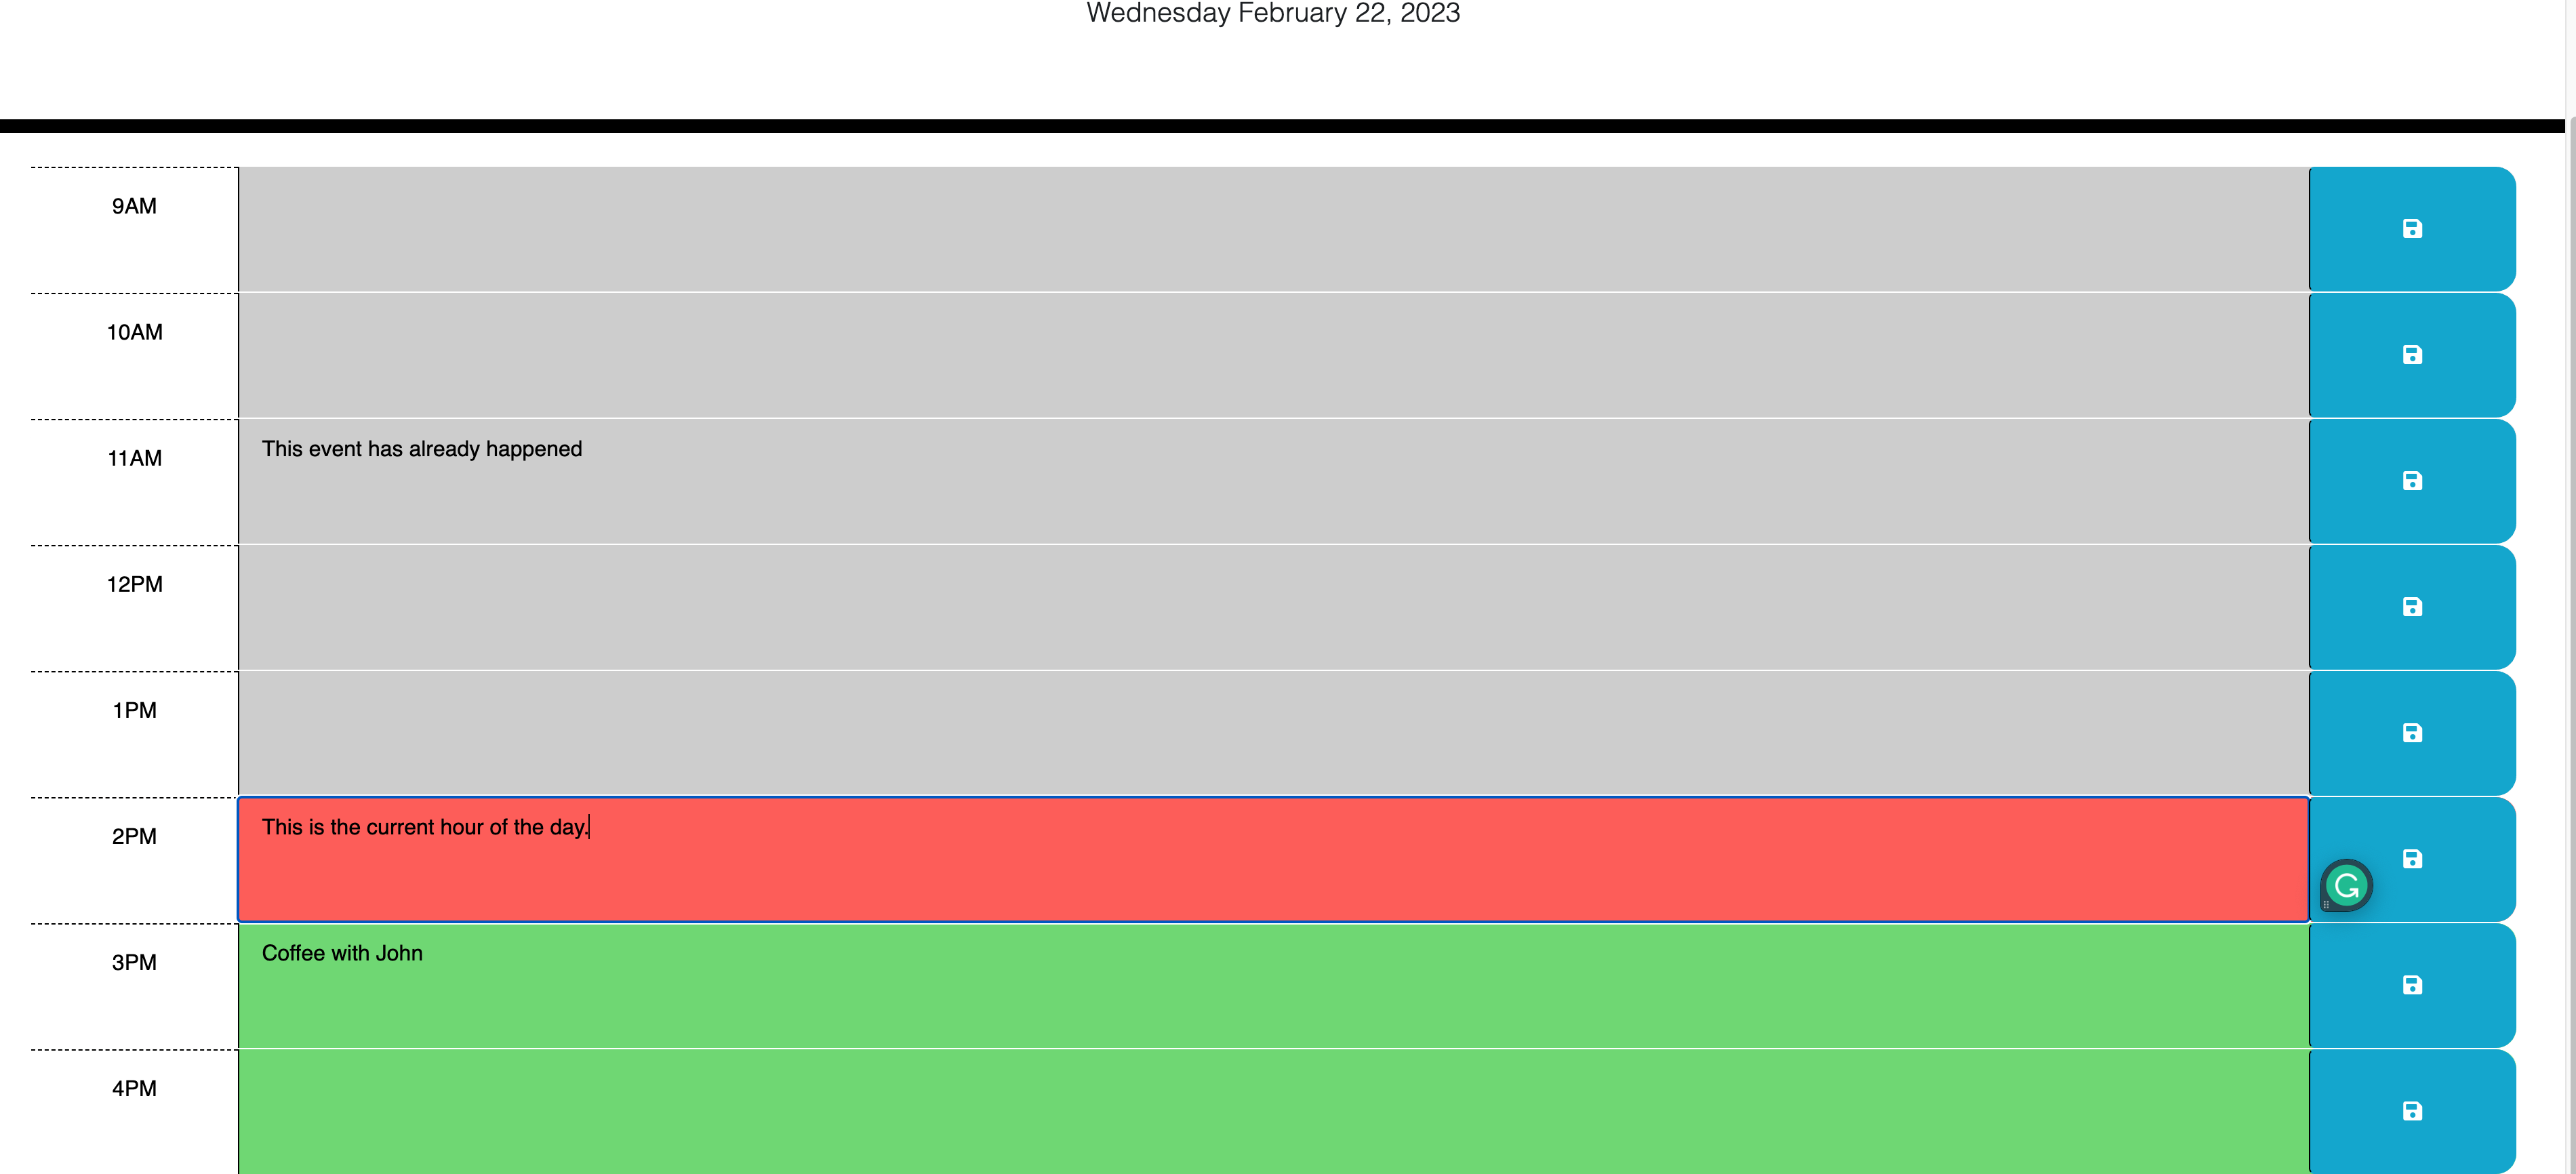 Wednesday February 22, 2023
9AM
10AM
11AM
This event has already happened
12PM
1PM
2PM
This is the current hour of the day.
3PM
Coffee with John
4PM